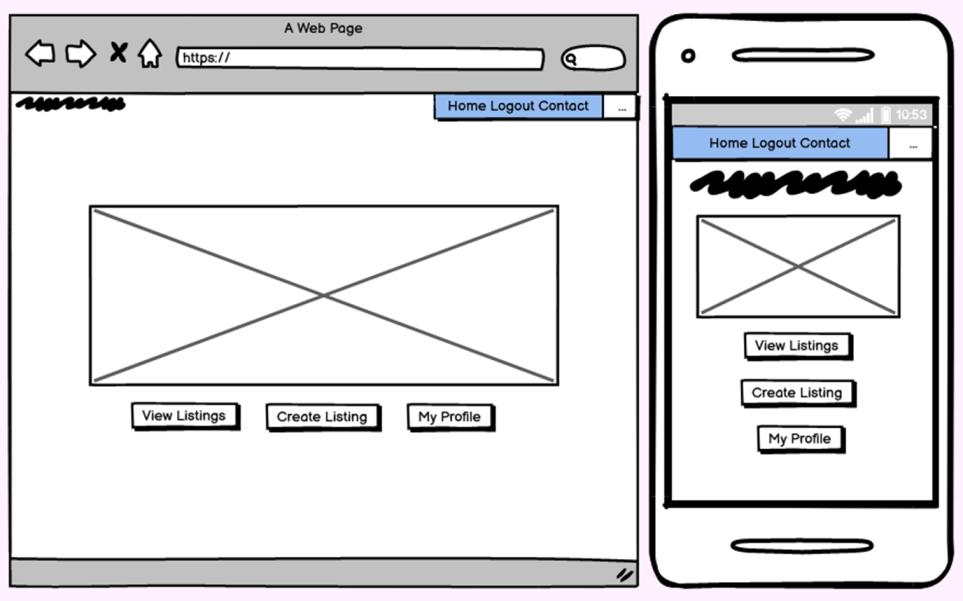 A Web Page
https://
Home Logout Contact ...
View Listings Create Listing My Profile
10:53
Home Logout Contact ...
View Listings
Create Listing
My Profile